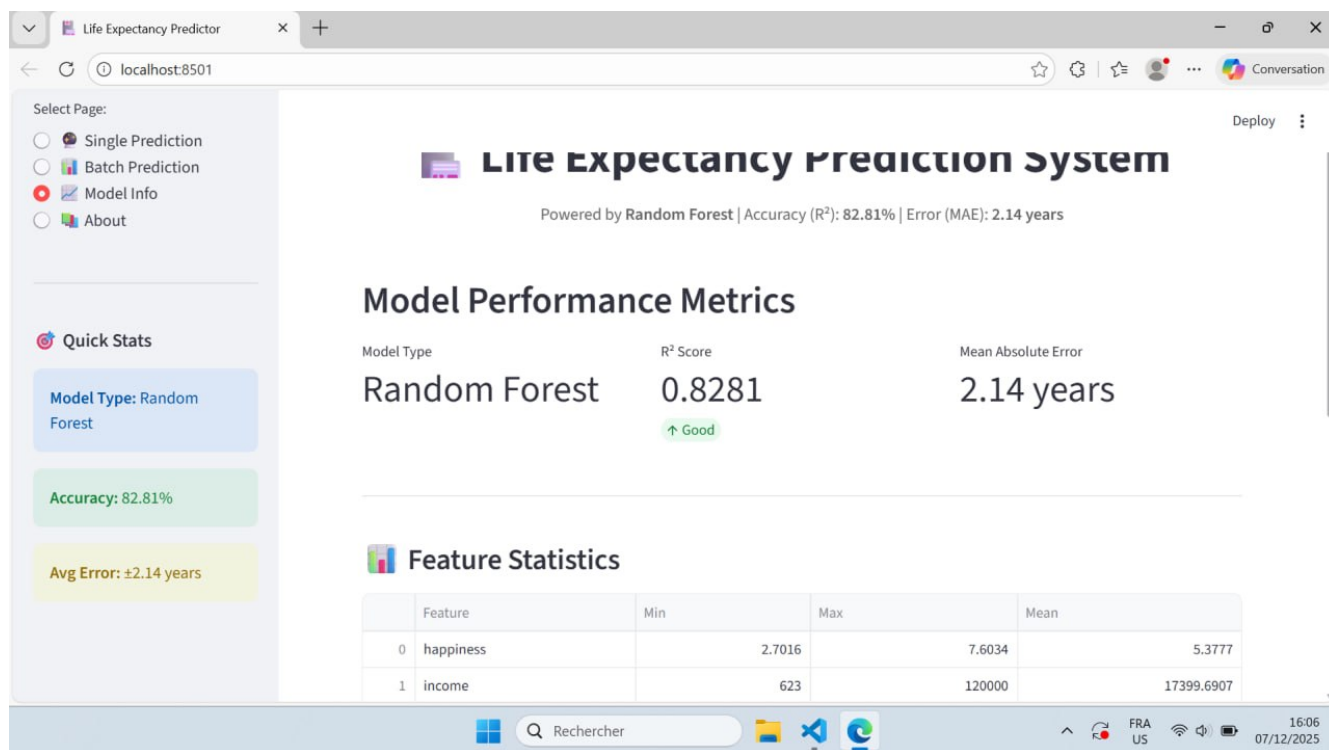 Life Expectancy Predictor
localhost:8501
Conversation
Select Page:
Single Prediction
Batch Prediction
Model Info
About
Quick Stats
Model Type: Random
Forest
Accuracy: 82.81%
Avg Error: ±2.14 years
Deploy
Life Expectancy Prediction System
Powered by Random Forest | Accuracy (R²): 82.81% | Error (MAE): 2.14 years
Model Performance Metrics
Model Type R² Score Mean Absolute Error
Random Forest 0.8281 2.14 years
↑ Good
Feature Statistics
Feature Min Max Mean
0 happiness 2.7016 7.6034 5.3777
1 income 623 120000 17399.6907
Rechercher
FRA
US
16:06
07/12/2025